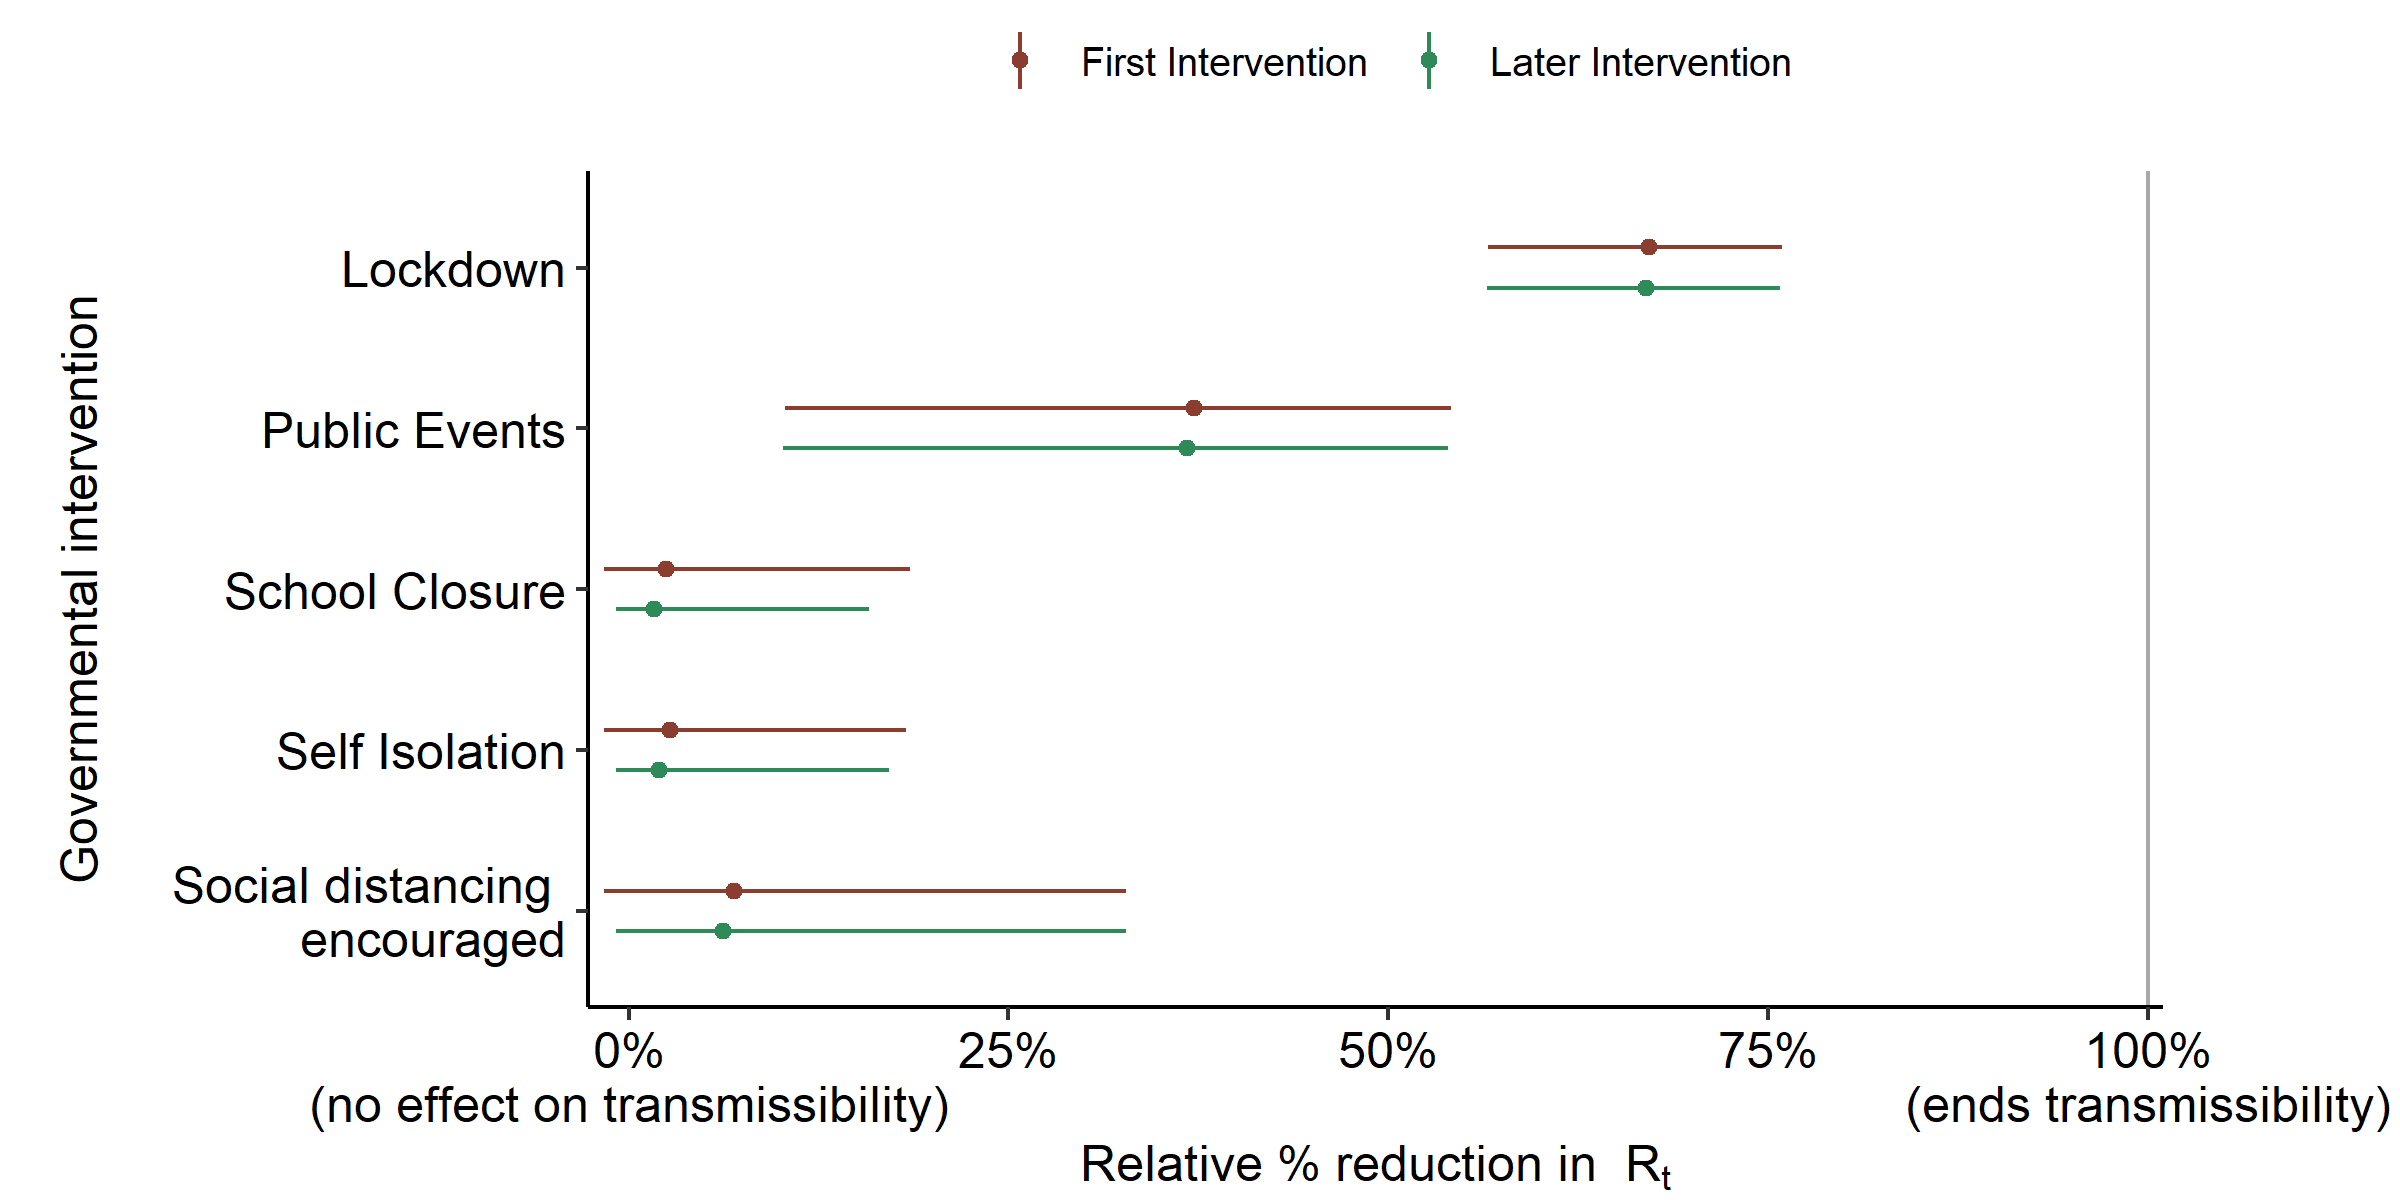 First Intervention
Later Intervention
Governmental intervention
Lockdown
Public Events
School Closure
Self Isolation
Social distancing
encouraged
0%
25%
50%
75%
100%
(no effect on transmissibility)
(ends transmissibility)
Relative % reduction in Rt